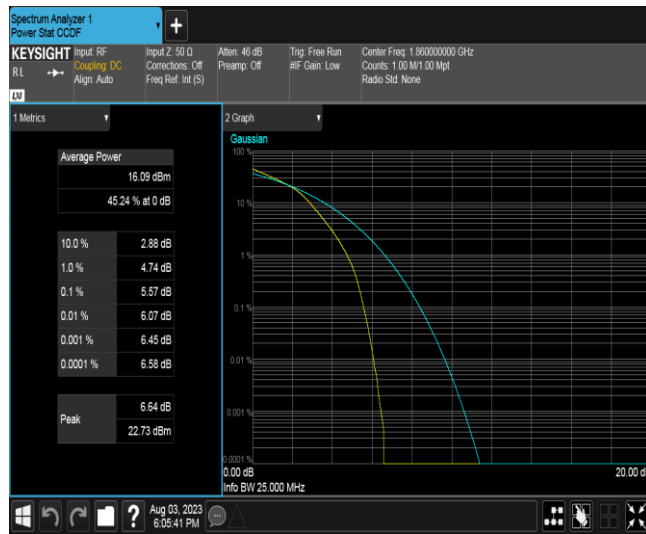 Spectrum Analyzer 1
Power Stat CCDF
+
KEYSIGHT
RL
LXI
Input: RF
Coupling: DC
Align: Auto
Input Z: 50 Ω
Corrections: Off
Freq Ref: Int (S)
Atten: 46 dB
Preamp: Off
Trig: Free Run
#IF Gain: Low
Center Freq: 1.860000000 GHz
Counts: 1.00 M/1.00 Mpt
Radio Std: None
1 Metrics
Average Power
16.09 dBm
45.24 % at 0 dB
10.0 % 2.88 dB
1.0 % 4.74 dB
0.1 % 5.57 dB
0.01 % 6.07 dB
0.001 % 6.45 dB
0.0001 % 6.58 dB
Peak
6.64 dB
22.73 dBm
2 Graph
Gaussian
100 %
10 %
1 %
0.1 %
0.01 %
0.001 %
0.0001 %
0.00 dB 20.00 d
Info BW 25.000 MHz
?
Aug 03, 2023
6:05:41 PM